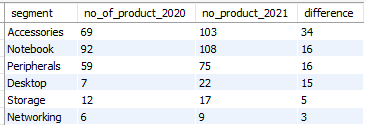 segment no_of_product_2020 no_product_2021 difference
Accessories 69 103 34
Notebook 92 108 16
Peripherals 59 75 16
Desktop 7 22 15
Storage 12 17 5
Networking 6 9 3